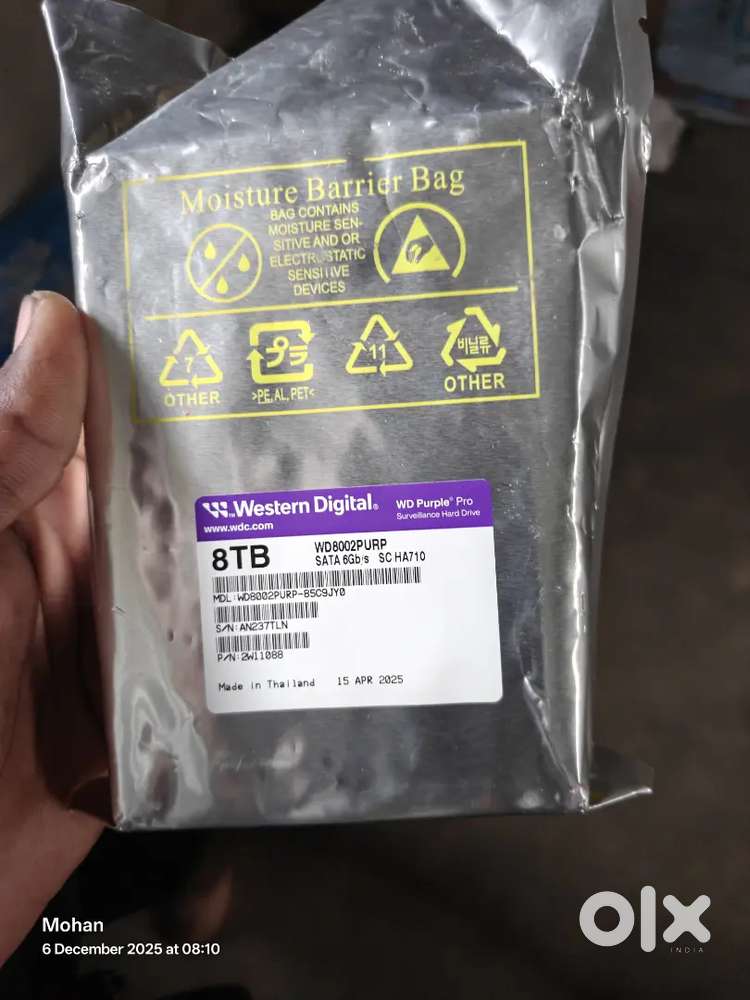 Moisture Barrier Bag
BAG CONTAINS
MOISTURE SEN-
SITIVE AND OR
ELECTROSTATIC
SENSITIVE
DEVICES
7
OTHER
プラ
>PE, AL, PET<
11
비닐류
OTHER
Western Digital®
www.wdc.com
WD Purple® Pro
Surveillance Hard Drive
8TB
WD8002PURP
SATA 6Gb/s SC HA710
MDL:WD8002PURP-85C9JY0
S/N:AN237TLN
P/N:2W11088
Made in Thailand 15 APR 2025
Mohan
6 December 2025 at 08:10
olx
INDIA